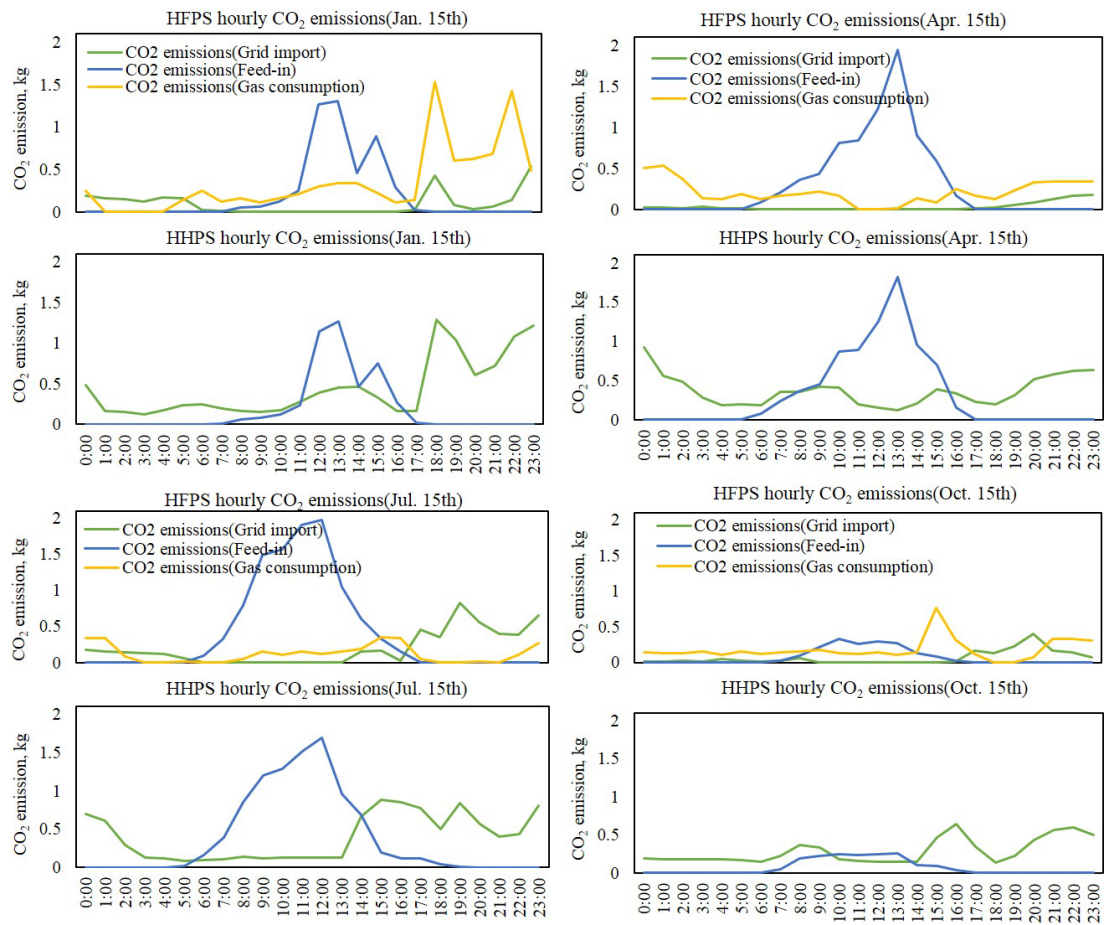 HFPS hourly CO₂ emissions(Jan. 15th)
CO₂ emission, kg
2
1.5
1
0.5
0
CO2 emissions(Grid import)
CO2 emissions(Feed-in)
CO2 emissions(Gas consumption)
HFPS hourly CO₂ emissions(Apr. 15th)
CO₂ emission, kg
2
1.5
1
0.5
0
CO2 emissions(Grid import)
CO2 emissions(Feed-in)
CO2 emissions(Gas consumption)
HHPS hourly CO₂ emissions(Jan. 15th)
CO₂ emission, kg
2
1.5
1
0.5
0
0:00 1:00 2:00 3:00 4:00 5:00 6:00 7:00 8:00 9:00 10:00 11:00 12:00 13:00 14:00 15:00 16:00 17:00 18:00 19:00 20:00 21:00 22:00 23:00
HHPS hourly CO₂ emissions(Apr. 15th)
CO₂ emission, kg
2
1.5
1
0.5
0
0:00 1:00 2:00 3:00 4:00 5:00 6:00 7:00 8:00 9:00 10:00 11:00 12:00 13:00 14:00 15:00 16:00 17:00 18:00 19:00 20:00 21:00 22:00 23:00
HFPS hourly CO₂ emissions(Jul. 15th)
CO₂ emission, kg
2
1.5
1
0.5
0
CO2 emissions(Grid import)
CO2 emissions(Feed-in)
CO2 emissions(Gas consumption)
HFPS hourly CO₂ emissions(Oct. 15th)
CO₂ emission, kg
2
1.5
1
0.5
0
CO2 emissions(Grid import)
CO2 emissions(Feed-in)
CO2 emissions(Gas consumption)
HHPS hourly CO₂ emissions(Jul. 15th)
CO₂ emission, kg
2
1.5
1
0.5
0
0:00 1:00 2:00 3:00 4:00 5:00 6:00 7:00 8:00 9:00 10:00 11:00 12:00 13:00 14:00 15:00 16:00 17:00 18:00 19:00 20:00 21:00 22:00 23:00
HHPS hourly CO₂ emissions(Oct. 15th)
CO₂ emission, kg
2
1.5
1
0.5
0
0:00 1:00 2:00 3:00 4:00 5:00 6:00 7:00 8:00 9:00 10:00 11:00 12:00 13:00 14:00 15:00 16:00 17:00 18:00 19:00 20:00 21:00 22:00 23:00